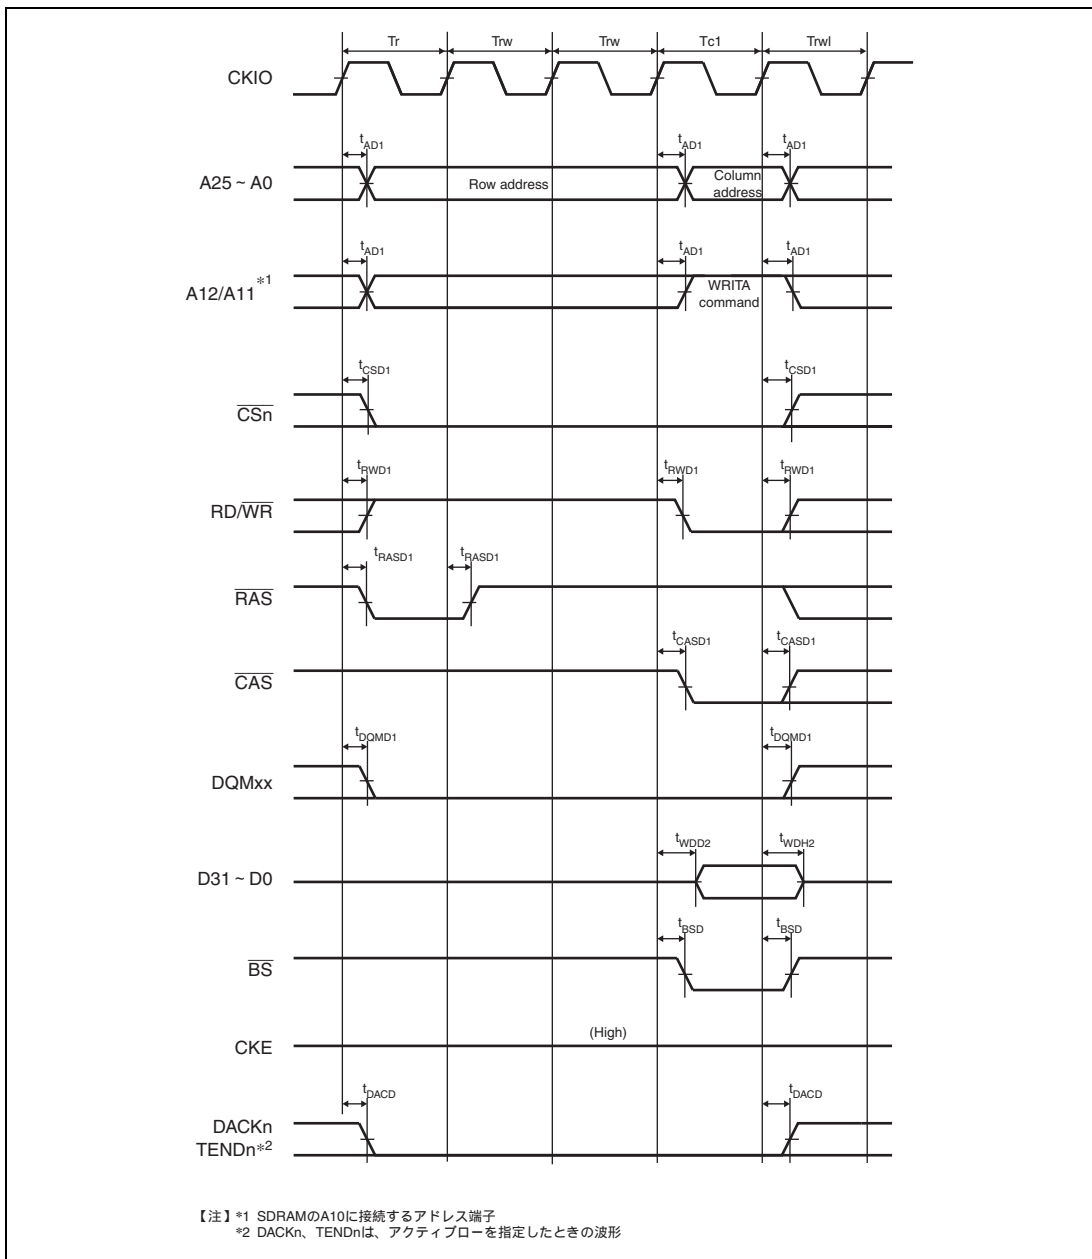 Tr Trw Trw Tc1 Trwl
CKIO
tAD1 tAD1 tAD1
A25 ~ A0 Row address Column address
tAD1 tAD1 tAD1
A12/A11*1 WRITA command
tCSD1 tCSD1
CSn
tRWD1 tRWD1 tRWD1
RD/WR
tRASD1 tRASD1
RAS
tCASD1 tCASD1
CAS
tDQMD1 tDQMD1
DQMxx
tWDD2 tWDH2
D31 ~ D0
tBSD tBSD
BS
(High)
CKE
tDACD tDACD
DACKn
TENDn*2
【注】*1 SDRAMのA10に接続するアドレス端子
*2 DACKn、TENDnは、アクティブローを指定したときの波形